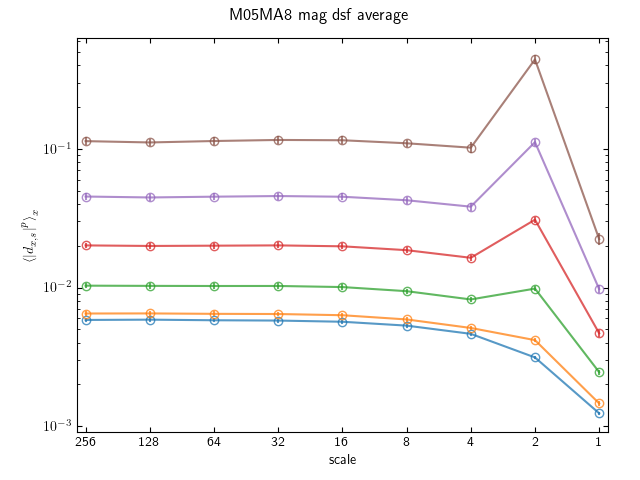 M05MA8 mag dsf average
⟨|d_{x,s}|^p⟩_x
10^{-1}
10^{-2}
10^{-3}
256 128 64 32 16 8 4 2 1
scale